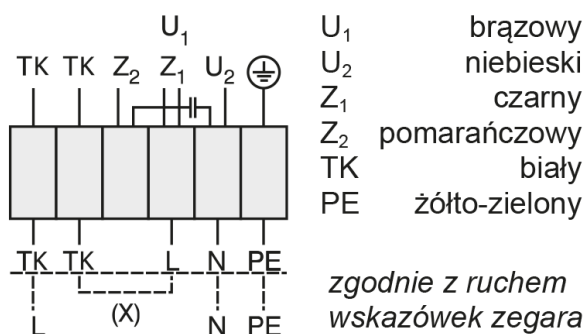 U₁
TK TK Z₂ Z₁ U₂
TK TK L N PE
L (X) N PE
U₁ brązowy
U₂ niebieski
Z₁ czarny
Z₂ pomarańczowy
TK biały
PE żółto-zielony
zgodnie z ruchem
wskazówek zegara